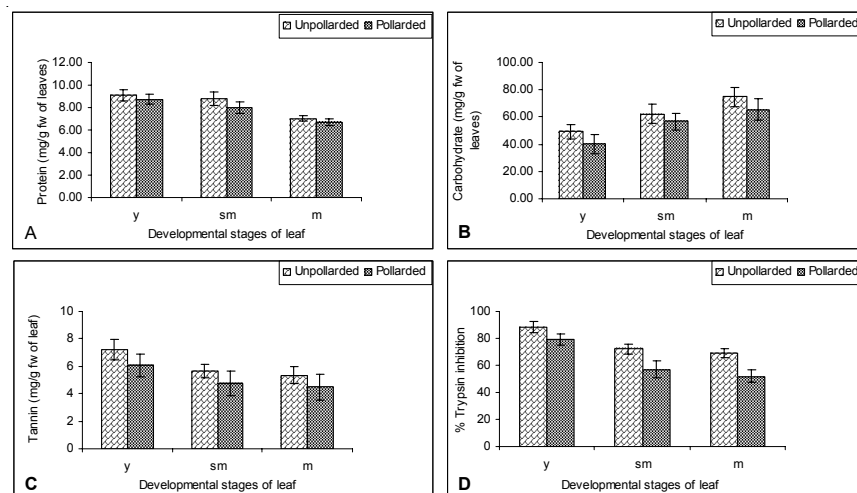 Unpollarded Pollarded
12.00
10.00
8.00
6.00
4.00
2.00
0.00
Protein (mg/g fw of leaves)
y sm m
Developmental stages of leaf
A
Unpollarded Pollarded
100.00
80.00
60.00
40.00
20.00
0.00
Carbohydrate (mg/g fw of
leaves)
y sm m
Developmental stages of leaf
B
Unpollarded Pollarded
10
8
6
4
2
0
Tannin (mg/g fw of leaf)
y sm m
Developmental stages of leaf
C
Unpollarded Pollarded
100
80
60
40
20
0
% Trypsin inhibition
y sm m
Developmental stages of leaf
D